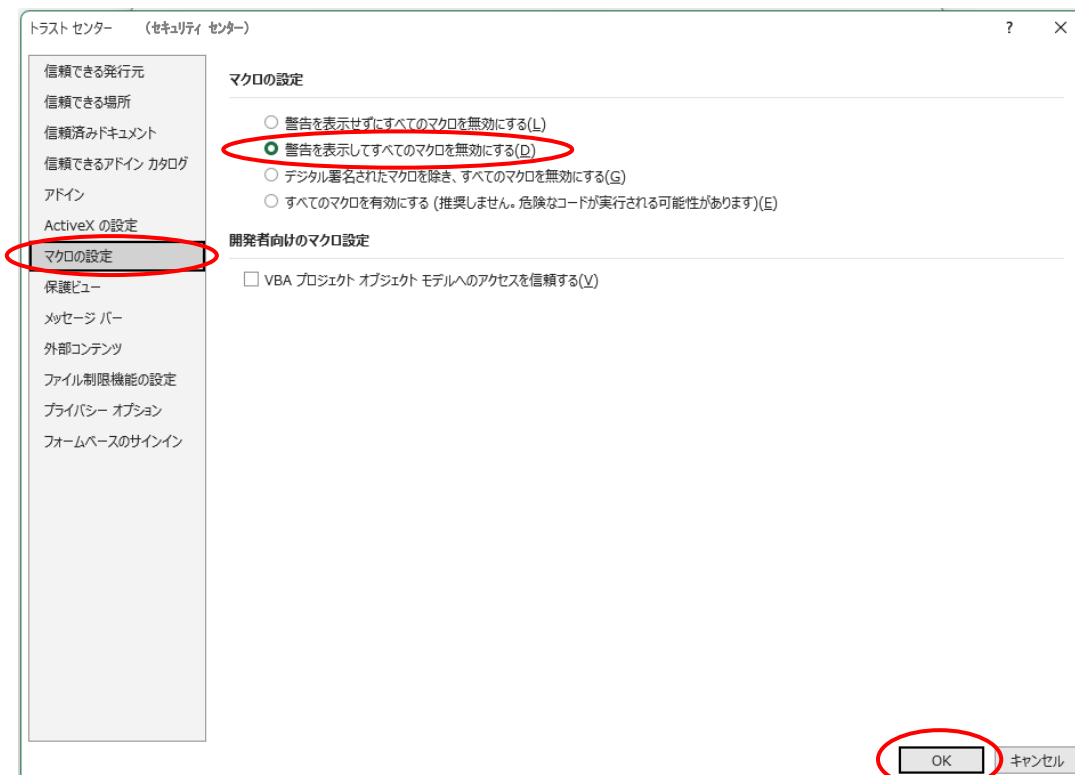 トラスト センター　（セキュリティ センター）
? ×
信頼できる発行元
信頼できる場所
信頼済みドキュメント
信頼できるアドイン カタログ
アドイン
ActiveX の設定
マクロの設定
保護ビュー
メッセージ バー
外部コンテンツ
ファイル制限機能の設定
プライバシー オプション
フォームベースのサインイン
マクロの設定
警告を表示せずにすべてのマクロを無効にする(L)
警告を表示してすべてのマクロを無効にする(D)
デジタル署名されたマクロを除き、すべてのマクロを無効にする(G)
すべてのマクロを有効にする (推奨しません。危険なコードが実行される可能性があります)(E)
開発者向けのマクロ設定
VBA プロジェクト オブジェクト モデルへのアクセスを信頼する(V)
OK
キャンセル